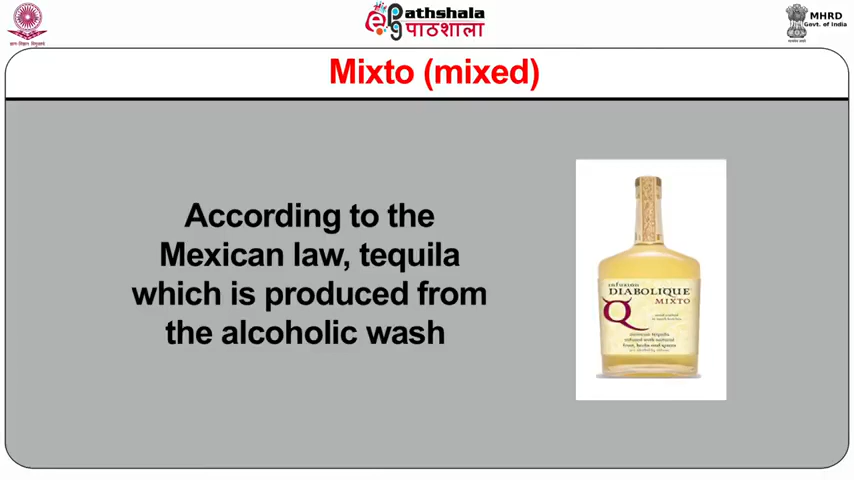 Pathshala
पाठशाला
MHRD
Govt. of India
Mixto (mixed)
According to the
Mexican law, tequila
which is produced from
the alcoholic wash
infusion
DIABOLIQUE
MIXTO
Q